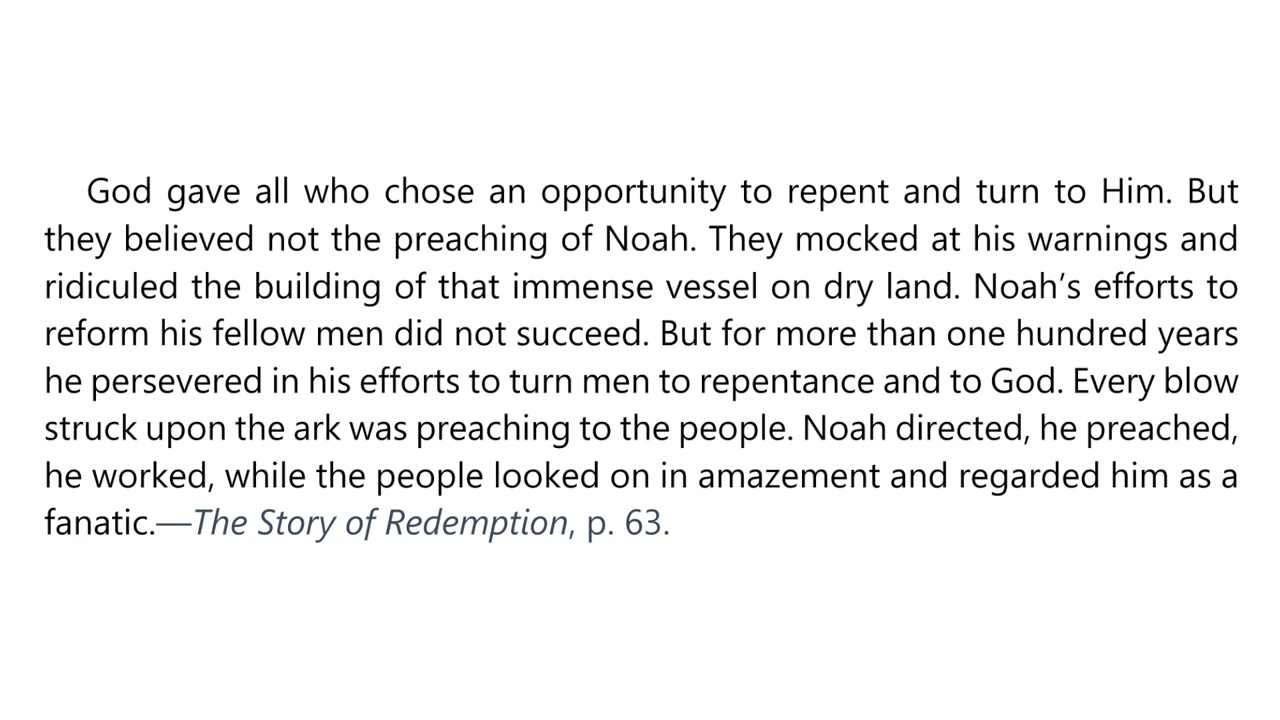 God gave all who chose an opportunity to repent and turn to Him. But
they believed not the preaching of Noah. They mocked at his warnings and
ridiculed the building of that immense vessel on dry land. Noah’s efforts to
reform his fellow men did not succeed. But for more than one hundred years
he persevered in his efforts to turn men to repentance and to God. Every blow
struck upon the ark was preaching to the people. Noah directed, he preached,
he worked, while the people looked on in amazement and regarded him as a
fanatic.—The Story of Redemption, p. 63.